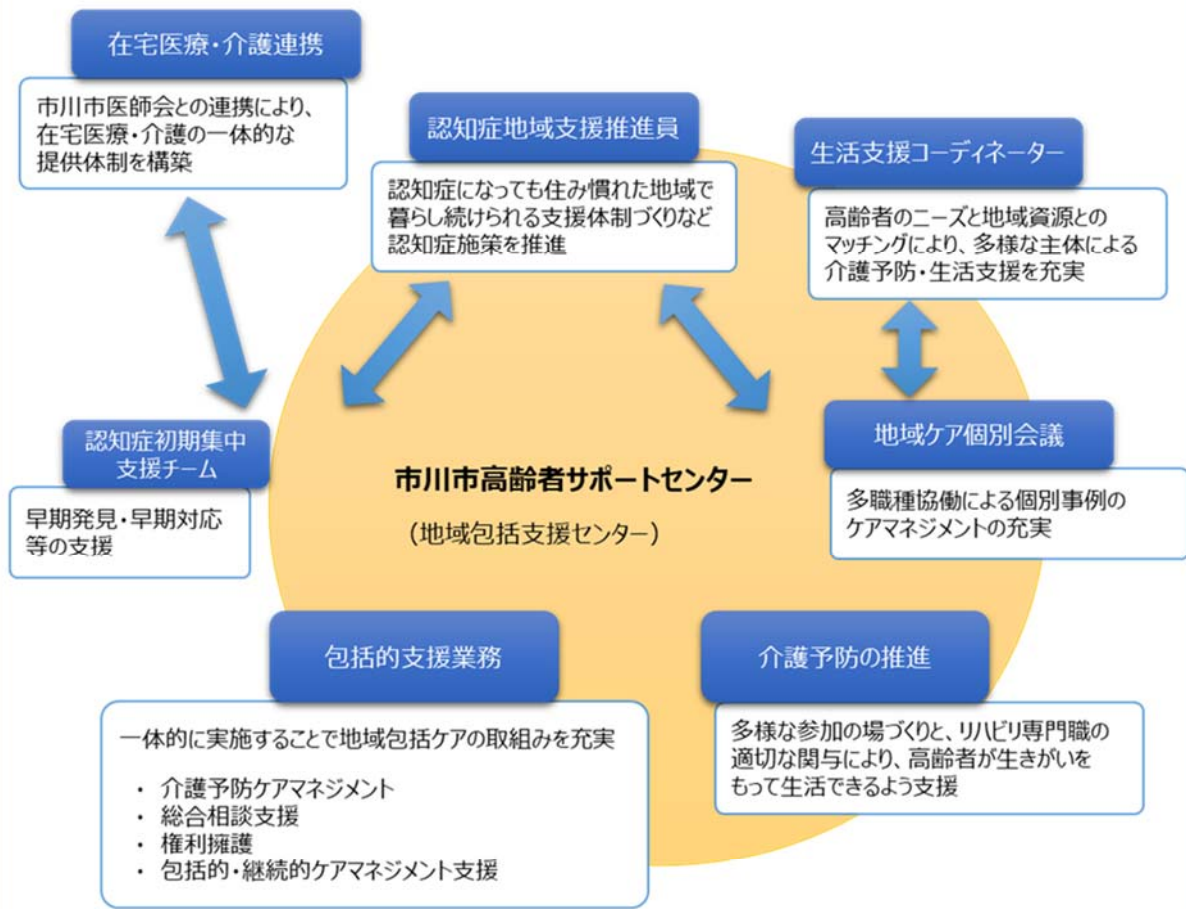 在宅医療・介護連携
市川市医師会との連携により、
在宅医療・介護の一体的な
提供体制を構築
認知症地域支援推進員
認知症になっても住み慣れた地域で
暮らし続けられる支援体制づくりなど
認知症施策を推進
生活支援コーディネーター
高齢者のニーズと地域資源との
マッチングにより、多様な主体による
介護予防・生活支援を充実
認知症初期集中
支援チーム
早期発見・早期対応
等の支援
市川市高齢者サポートセンター
（地域包括支援センター）
地域ケア個別会議
多職種協働による個別事例の
ケアマネジメントの充実
包括的支援業務
一体的に実施することで地域包括ケアの取組みを充実
・ 介護予防ケアマネジメント
・ 総合相談支援
・ 権利擁護
・ 包括的・継続的ケアマネジメント支援
介護予防の推進
多様な参加の場づくりと、リハビリ専門職の
適切な関与により、高齢者が生きがいを
もって生活できるよう支援